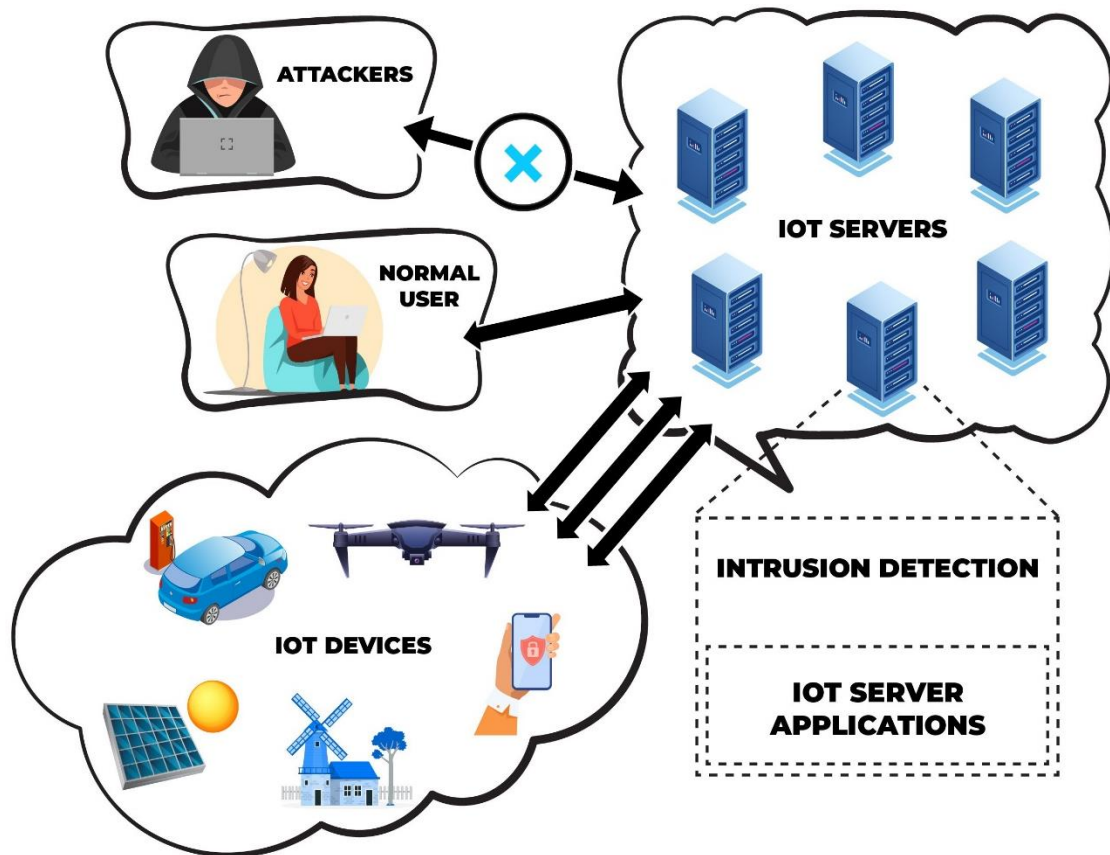 ATTACKERS
IOT SERVERS
NORMAL
USER
IOT DEVICES
INTRUSION DETECTION
IOT SERVER
APPLICATIONS